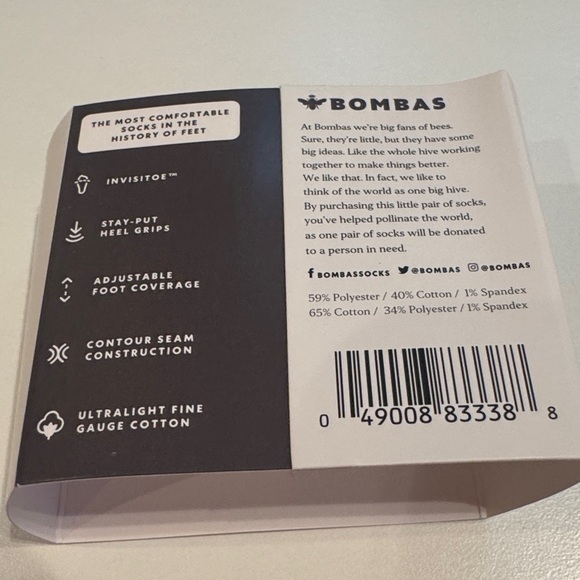 THE MOST COMFORTABLE
SOCKS IN THE
HISTORY OF FEET
INVISITOE™
STAY-PUT
HEEL GRIPS
ADJUSTABLE
FOOT COVERAGE
CONTOUR SEAM
CONSTRUCTION
ULTRALIGHT FINE
GAUGE COTTON
BOMBAS
At Bombas we're big fans of bees.
Sure, they're little, but they have some
big ideas. Like the whole hive working
together to make things better.
We like that. In fact, we like to
think of the world as one big hive.
By purchasing this little pair of socks,
you've helped pollinate the world,
as one pair of socks will be donated
to a person in need.
f BOMBASSOCKS @BOMBAS @BOMBAS
59% Polyester / 40% Cotton / 1% Spandex
65% Cotton / 34% Polyester / 1% Spandex
0 49008 83338 8